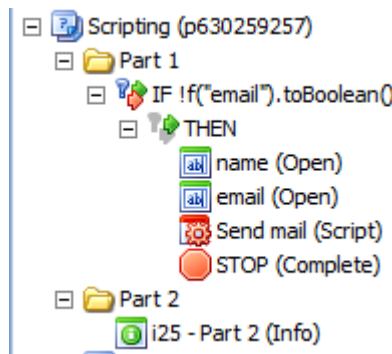 Scripting (p630259257)
Part 1
IF !f("email").toBoolean()
THEN
name (Open)
email (Open)
Send mail (Script)
STOP (Complete)
Part 2
i25 - Part 2 (Info)